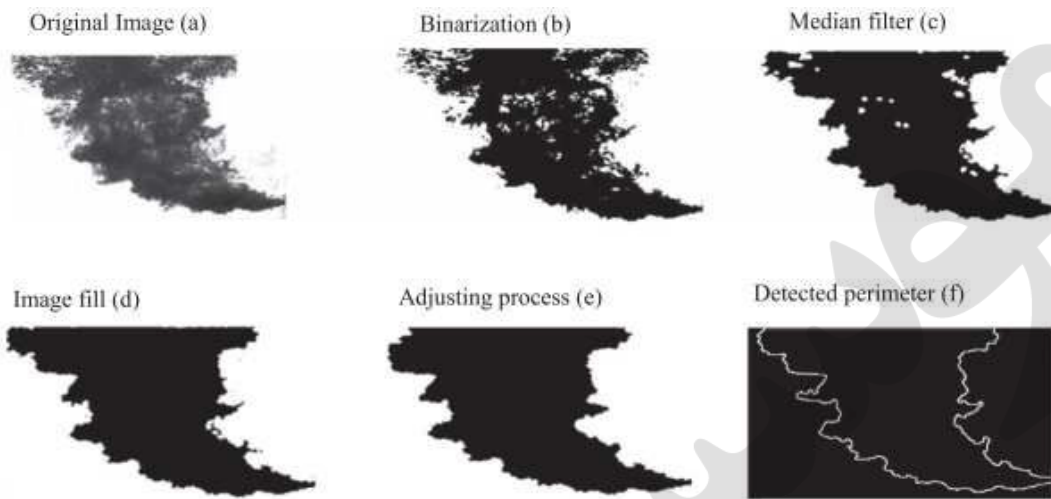 Original Image (a)
Binarization (b)
Median filter (c)
Image fill (d)
Adjusting process (e)
Detected perimeter (f)